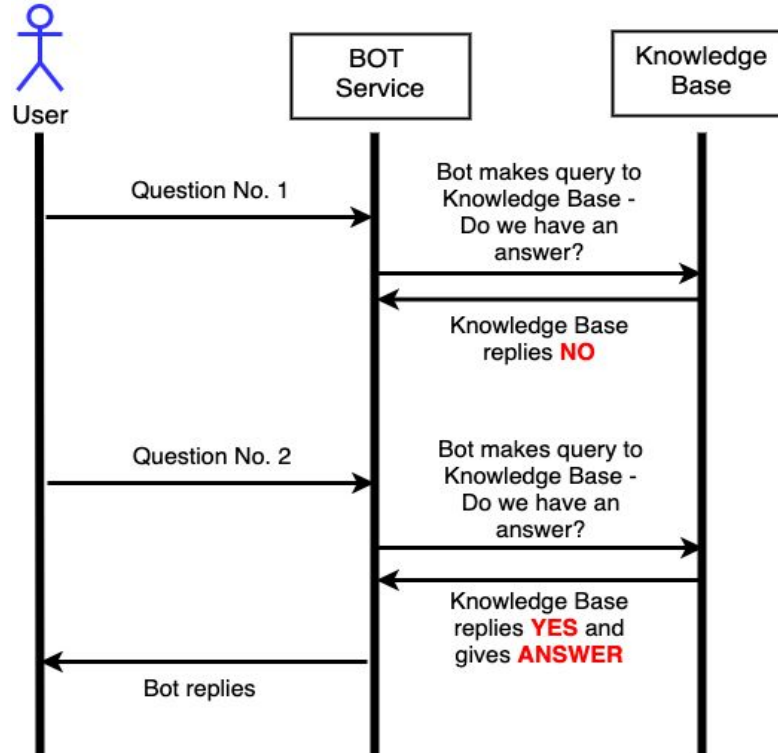 BOT
Service
Knowledge
Base
User
Question No. 1
Bot makes query to
Knowledge Base -
Do we have an
answer?
Knowledge Base
replies NO
Question No. 2
Bot makes query to
Knowledge Base -
Do we have an
answer?
Knowledge Base
replies YES and
gives ANSWER
Bot replies